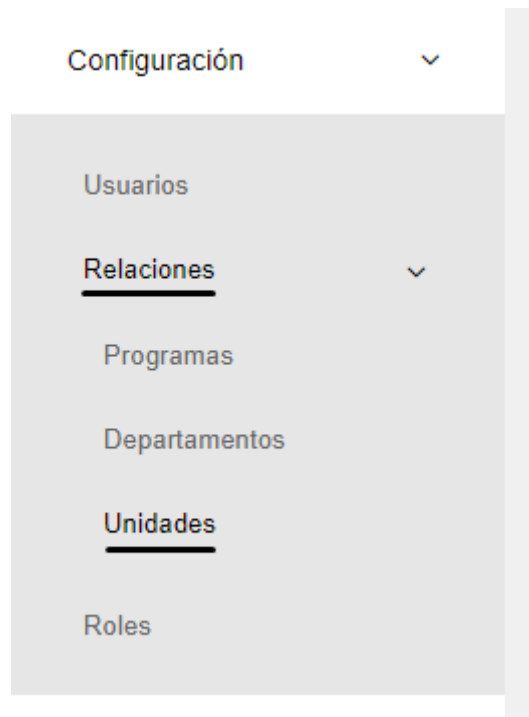 Configuración
Usuarios
Relaciones
Programas
Departamentos
Unidades
Roles